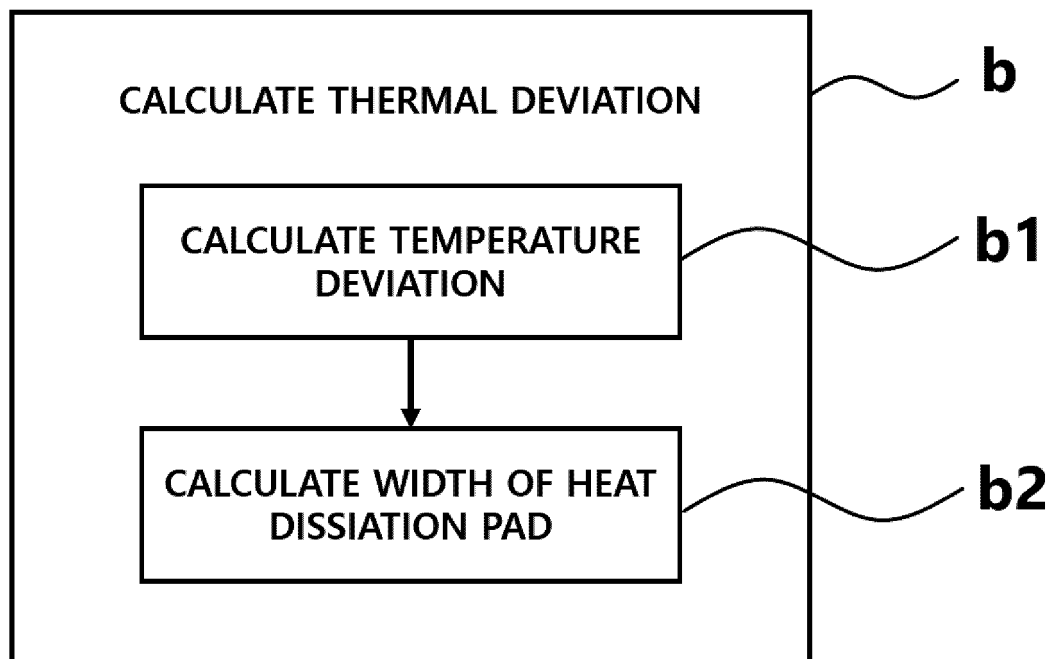 CALCULATE THERMAL DEVIATION
b
CALCULATE TEMPERATURE
DEVIATION
b1
CALCULATE WIDTH OF HEAT
DISSIATION PAD
b2